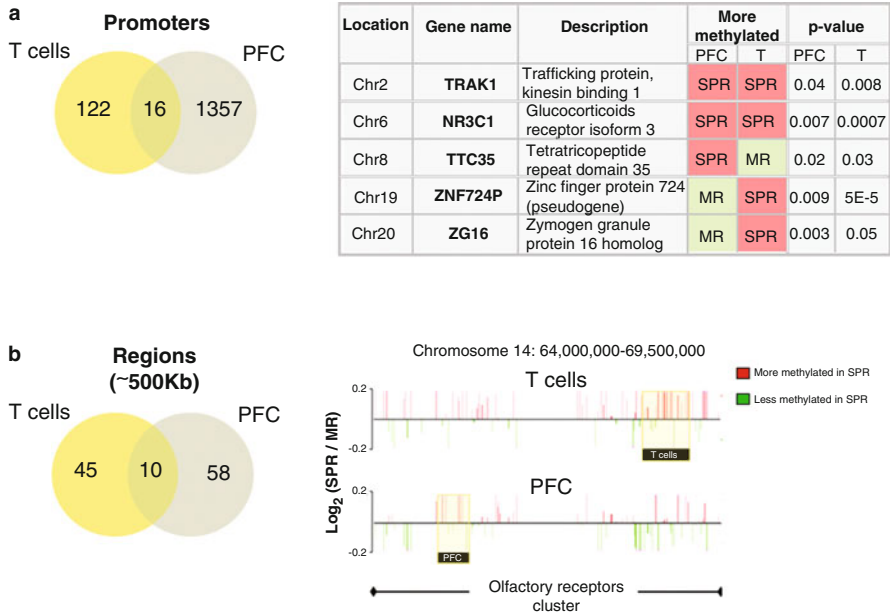 a
Promoters
T cells
PFC
122
16
1357
Location
Gene name
Description
More methylated
p-value
PFC
T
PFC
T
Chr2
TRAK1
Trafficking protein,
kinesin binding 1
SPR
SPR
0.04
0.008
Chr6
NR3C1
Glucocorticoids
receptor isoform 3
SPR
SPR
0.007
0.0007
Chr8
TTC35
Tetratricopeptide
repeat domain 35
SPR
MR
0.02
0.03
Chr19
ZNF724P
Zinc finger protein 724
(pseudogene)
MR
SPR
0.009
5E-5
Chr20
ZG16
Zymogen granule
protein 16 homolog
MR
SPR
0.003
0.05
b
Regions
(~500Kb)
T cells
PFC
45
10
58
Chromosome 14: 64,000,000-69,500,000
T cells
More methylated in SPR
Less methylated in SPR
0.2
-0.2
T cells
PFC
0.2
-0.2
PFC
Log2 (SPR / MR)
Olfactory receptors
cluster